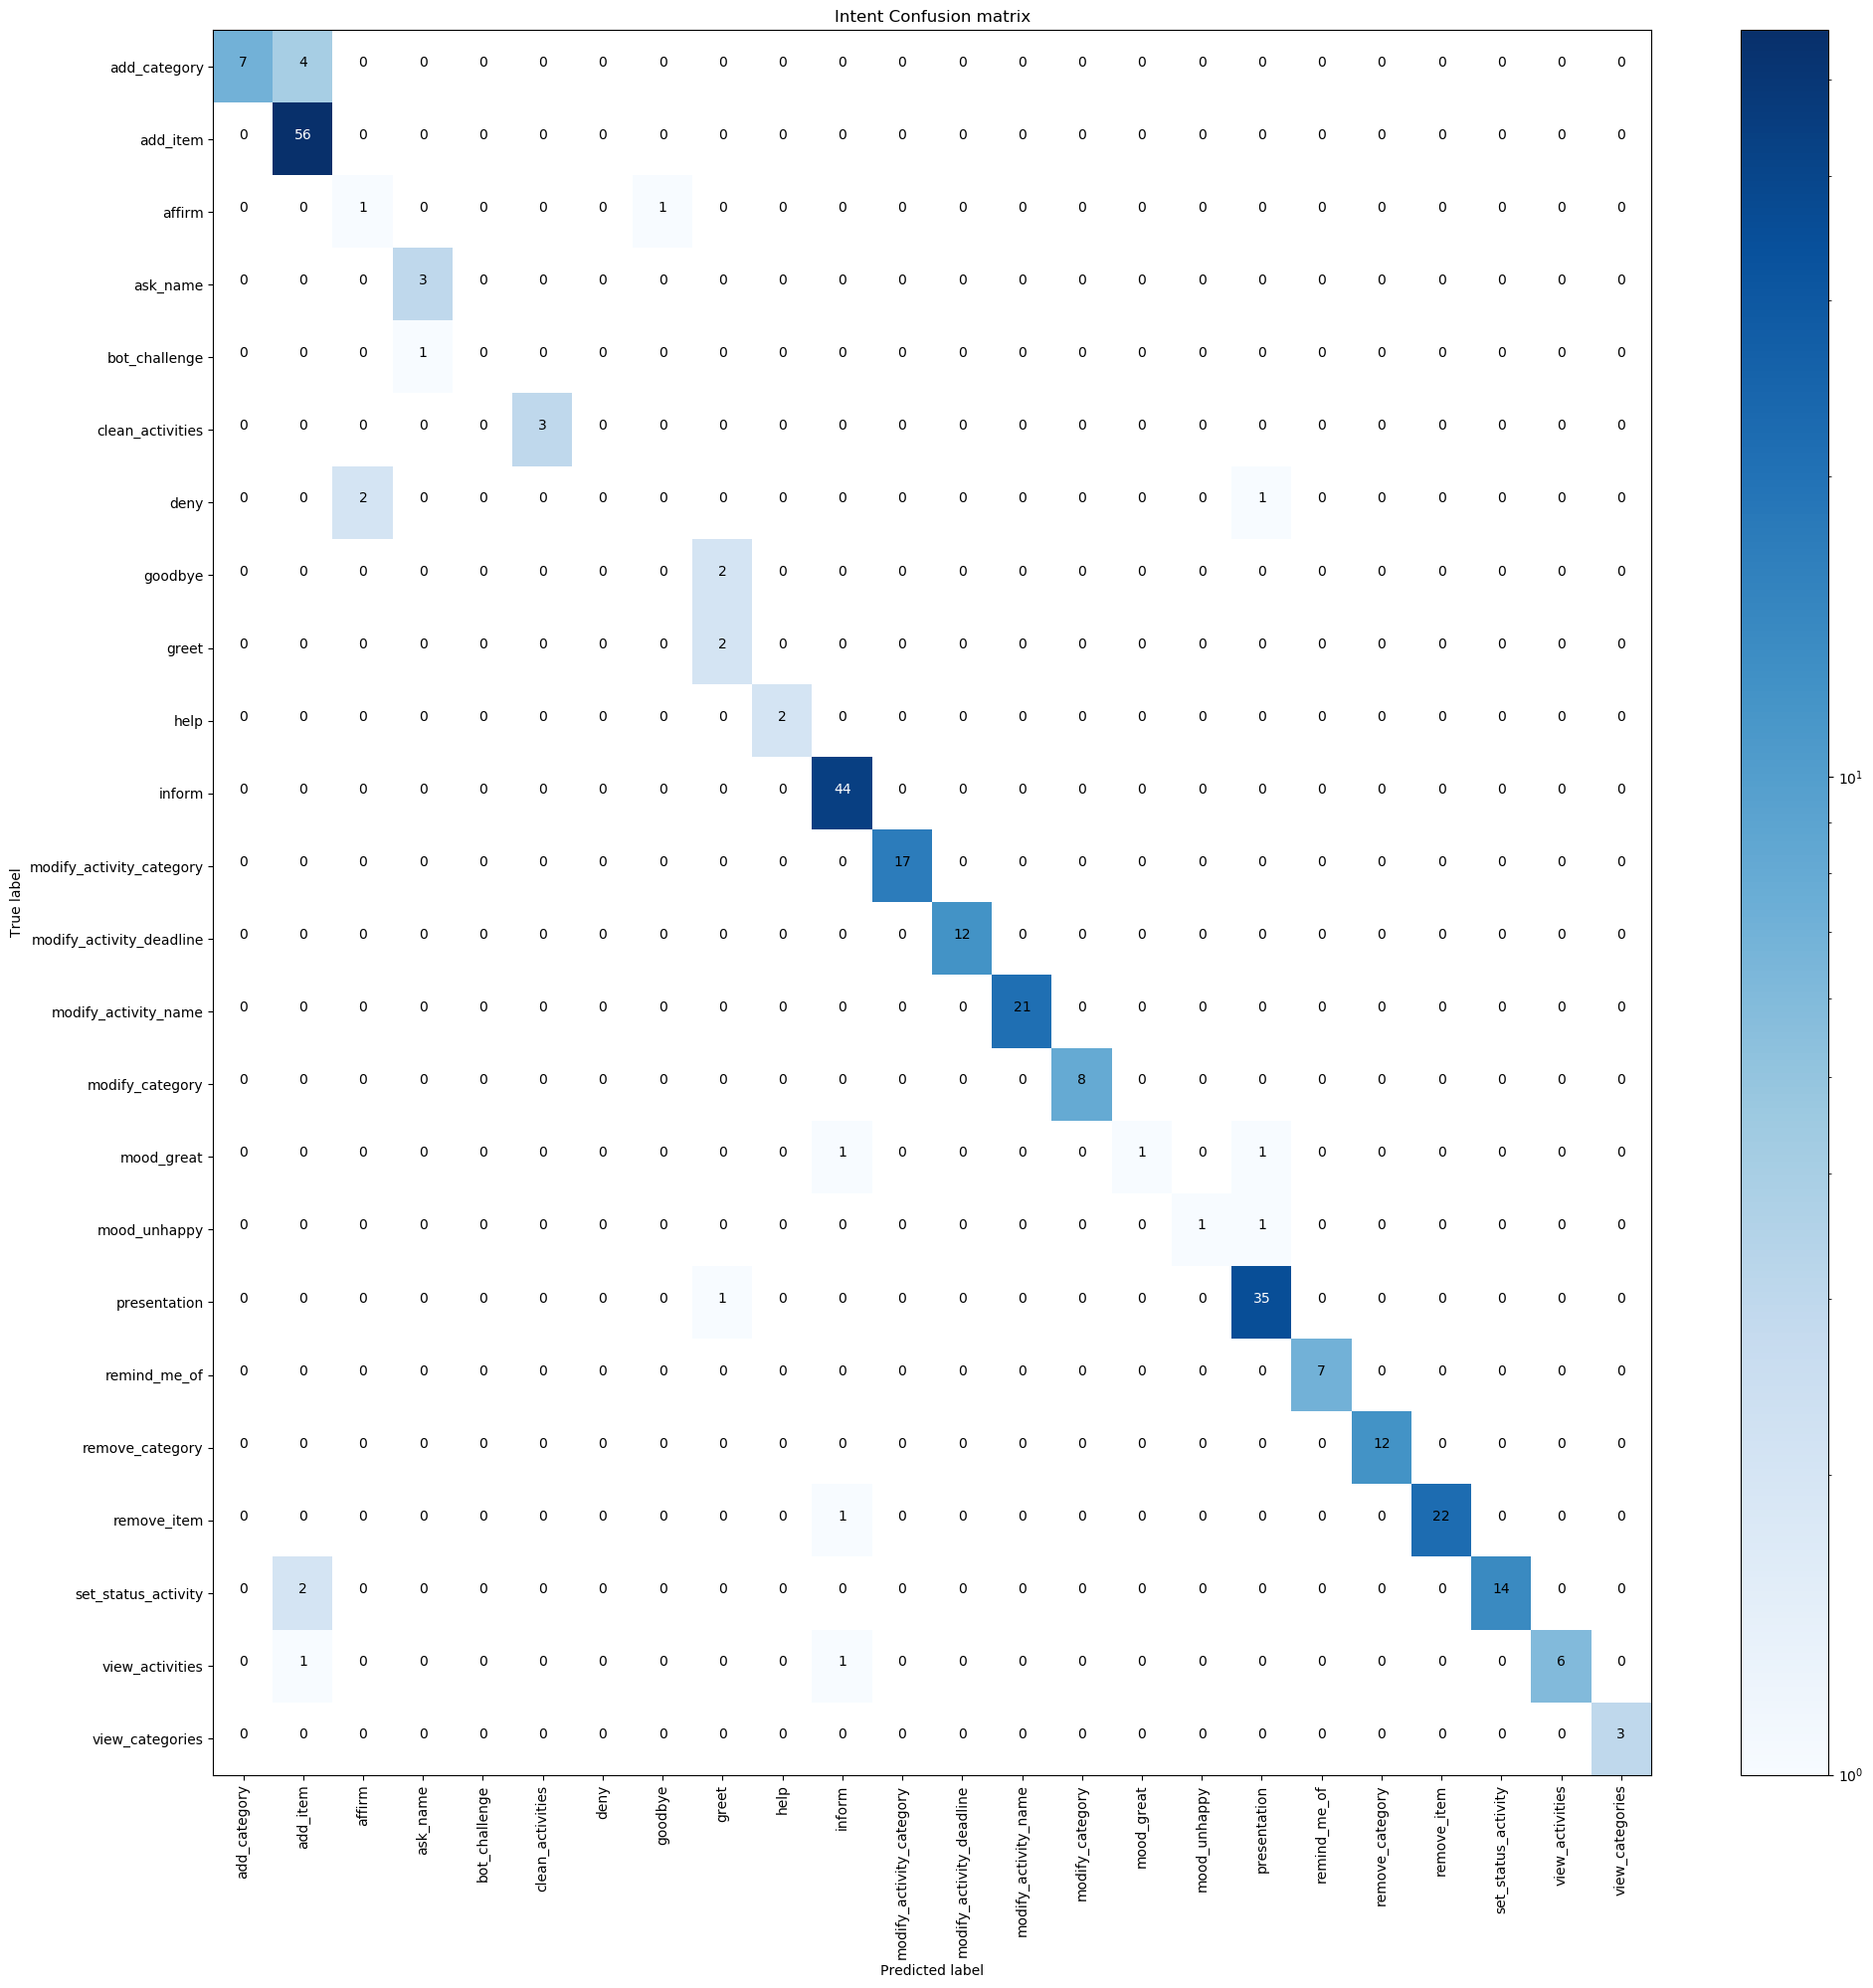 Intent Confusion matrix
add_category 7 4 0 0 0 0 0 0 0 0 0 0 0 0 0 0 0 0 0 0 0 0 0 0
add_item 0 56 0 0 0 0 0 0 0 0 0 0 0 0 0 0 0 0 0 0 0 0 0 0
affirm 0 0 1 0 0 0 0 1 0 0 0 0 0 0 0 0 0 0 0 0 0 0 0 0
ask_name 0 0 0 3 0 0 0 0 0 0 0 0 0 0 0 0 0 0 0 0 0 0 0 0
bot_challenge 0 0 0 1 0 0 0 0 0 0 0 0 0 0 0 0 0 0 0 0 0 0 0 0
clean_activities 0 0 0 0 0 3 0 0 0 0 0 0 0 0 0 0 0 0 0 0 0 0 0 0
deny 0 0 2 0 0 0 0 0 0 0 0 0 0 0 0 0 0 1 0 0 0 0 0 0
goodbye 0 0 0 0 0 0 0 0 2 0 0 0 0 0 0 0 0 0 0 0 0 0 0 0
greet 0 0 0 0 0 0 0 0 2 0 0 0 0 0 0 0 0 0 0 0 0 0 0 0
help 0 0 0 0 0 0 0 0 0 2 0 0 0 0 0 0 0 0 0 0 0 0 0 0
inform 0 0 0 0 0 0 0 0 0 0 44 0 0 0 0 0 0 0 0 0 0 0 0 0
10¹
modify_activity_category 0 0 0 0 0 0 0 0 0 0 0 17 0 0 0 0 0 0 0 0 0 0 0 0
True label
modify_activity_deadline 0 0 0 0 0 0 0 0 0 0 0 0 12 0 0 0 0 0 0 0 0 0 0 0
modify_activity_name 0 0 0 0 0 0 0 0 0 0 0 0 0 21 0 0 0 0 0 0 0 0 0 0
modify_category 0 0 0 0 0 0 0 0 0 0 0 0 0 0 8 0 0 0 0 0 0 0 0 0
mood_great 0 0 0 0 0 0 0 0 0 0 1 0 0 0 0 1 0 1 0 0 0 0 0 0
mood_unhappy 0 0 0 0 0 0 0 0 0 0 0 0 0 0 0 0 1 1 0 0 0 0 0 0
presentation 0 0 0 0 0 0 0 0 1 0 0 0 0 0 0 0 0 35 0 0 0 0 0 0
remind_me_of 0 0 0 0 0 0 0 0 0 0 0 0 0 0 0 0 0 0 7 0 0 0 0 0
remove_category 0 0 0 0 0 0 0 0 0 0 0 0 0 0 0 0 0 0 0 12 0 0 0 0
remove_item 0 0 0 0 0 0 0 0 0 0 1 0 0 0 0 0 0 0 0 0 22 0 0 0
set_status_activity 0 2 0 0 0 0 0 0 0 0 0 0 0 0 0 0 0 0 0 0 0 14 0 0
view_activities 0 1 0 0 0 0 0 0 0 0 1 0 0 0 0 0 0 0 0 0 0 0 6 0
view_categories 0 0 0 0 0 0 0 0 0 0 0 0 0 0 0 0 0 0 0 0 0 0 0 3
10⁰
add_category
add_item
affirm
ask_name
bot_challenge
clean_activities
deny
goodbye
greet
help
inform
modify_activity_category
modify_activity_deadline
modify_activity_name
modify_category
mood_great
mood_unhappy
presentation
remind_me_of
remove_category
remove_item
set_status_activity
view_activities
view_categories
Predicted label